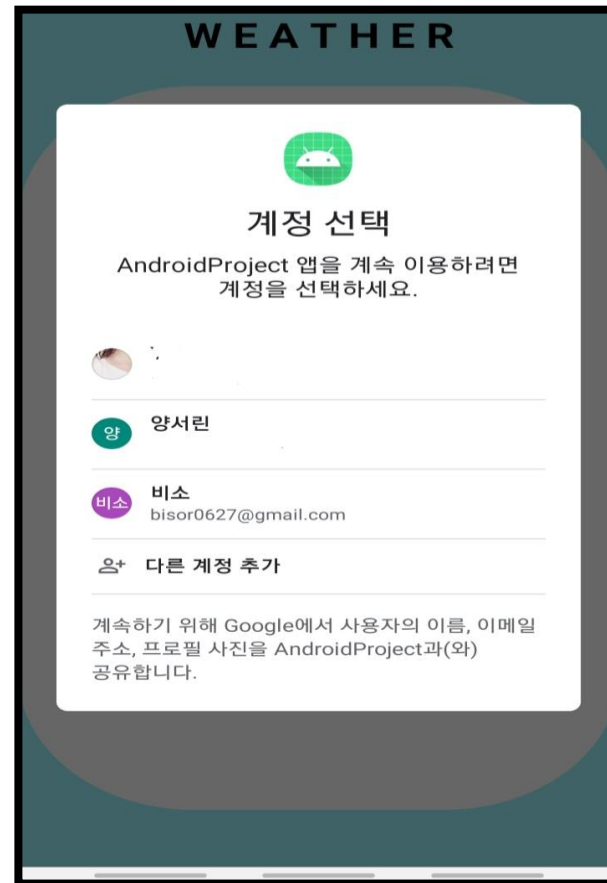 WEATHER
계정 선택
AndroidProject 앱을 계속 이용하려면
계정을 선택하세요.
양
양서린
비소
비소
bisor0627@gmail.com
다른 계정 추가
계속하기 위해 Google에서 사용자의 이름, 이메일
주소, 프로필 사진을 AndroidProject과(와)
공유합니다.